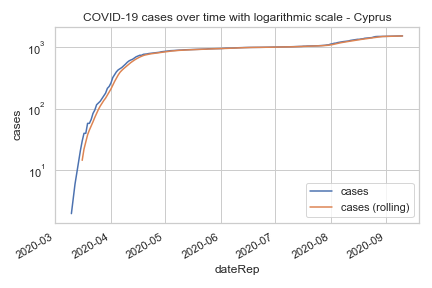 COVID-19 cases over time with logarithmic scale - Cyprus
cases
10³
10²
10¹
2020-03
2020-04
2020-05
2020-06
2020-07
2020-08
2020-09
dateRep
cases
cases (rolling)